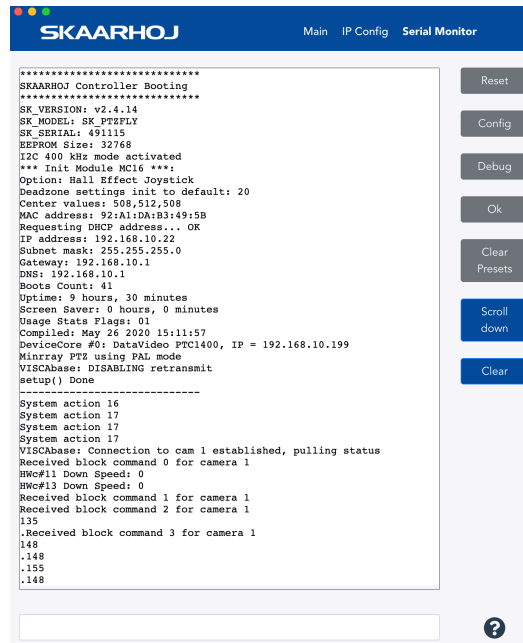 SKAARHOJ
Main IP Config Serial Monitor
*****************************
SKAARHOJ Controller Booting
*****************************
SK_VERSION: v2.4.14
SK_MODEL: SK_PTZFLY
SK_SERIAL: 491115
EEPROM Size: 32768
I2C 400 kHz mode activated
*** Init Module MC16 ***:
Option: Hall Effect Joystick
Deadzone settings init to default: 20
Center values: 508,512,508
MAC address: 92:A1:DA:B3:49:5B
Requesting DHCP address... OK
IP address: 192.168.10.22
Subnet mask: 255.255.255.0
Gateway: 192.168.10.1
DNS: 192.168.10.1
Boots Count: 41
Uptime: 9 hours, 30 minutes
Screen Saver: 0 hours, 0 minutes
Usage Stats Flags: 01
Compiled: May 26 2020 15:11:57
DeviceCore #0: DataVideo PTC1400, IP = 192.168.10.199
Minrray PTZ using PAL mode
VISCAbase: DISABLING retransmit
setup() Done
-----------------------------
System action 16
System action 17
System action 17
System action 17
VISCAbase: Connection to cam 1 established, pulling status
Received block command 0 for camera 1
HWc#11 Down Speed: 0
HWc#13 Down Speed: 0
Received block command 1 for camera 1
Received block command 2 for camera 1
135
.Received block command 3 for camera 1
148
.148
.155
.148
Reset
Config
Debug
Ok
Clear
Presets
Scroll
down
Clear
?